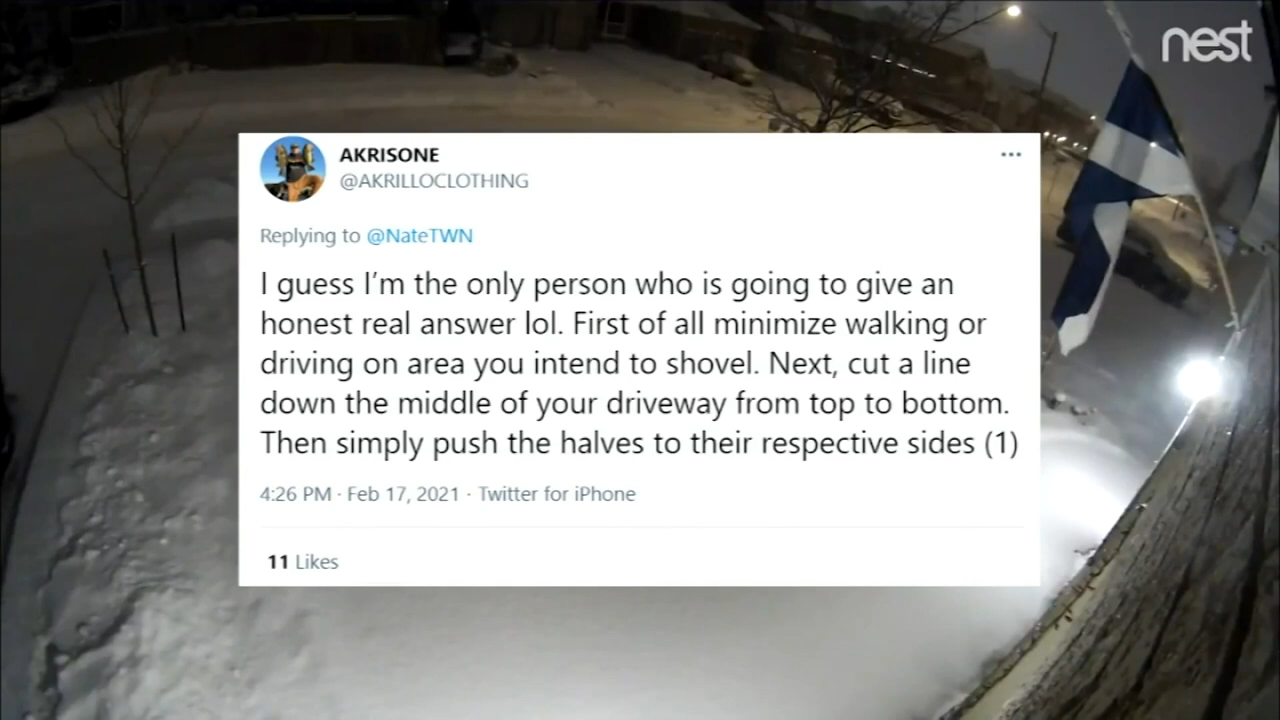 nest
AKRISONE
@AKRILLOCLOTHING
...
Replying to @NateTWN
I guess I’m the only person who is going to give an
honest real answer lol. First of all minimize walking or
driving on area you intend to shovel. Next, cut a line
down the middle of your driveway from top to bottom.
Then simply push the halves to their respective sides (1)
4:26 PM · Feb 17, 2021 · Twitter for iPhone
11 Likes